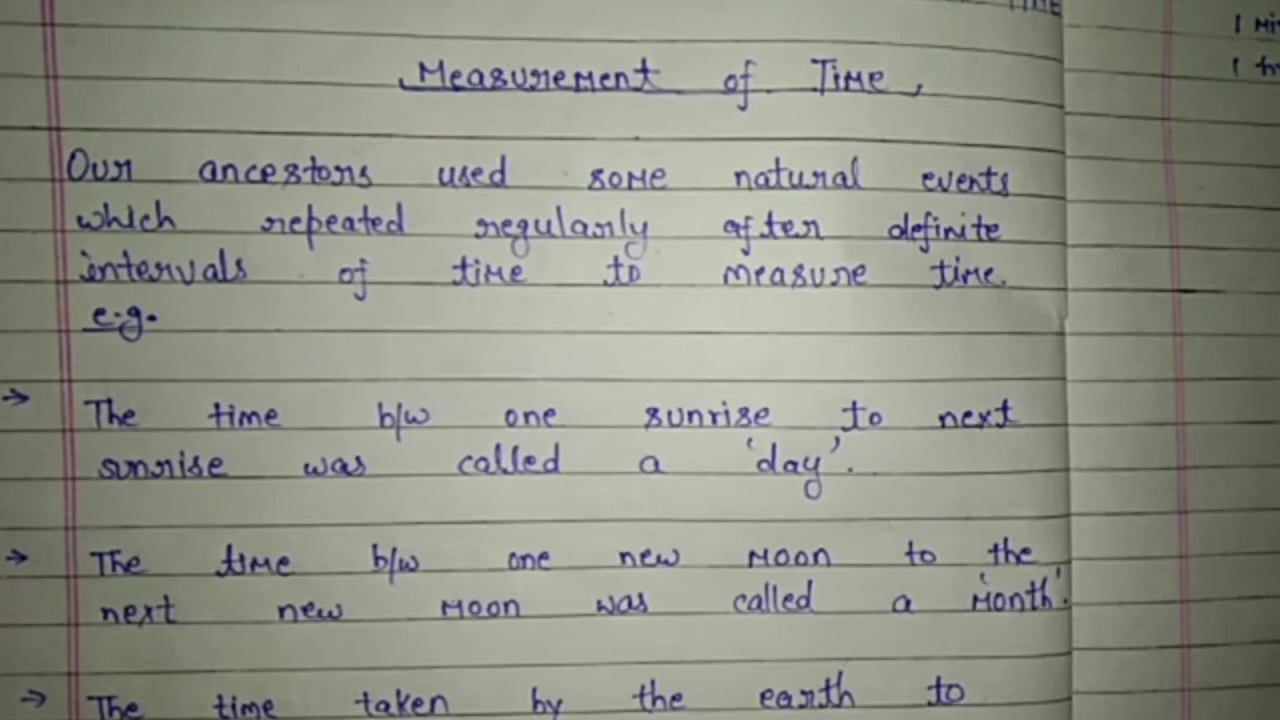 Measurement of Time
Our ancestors used some natural events
which repeated regularly after definite
intervals of time to measure time.
e.g.
→ The time b/w one sunrise to next
sunrise was called a 'day'.
→ The time b/w one new moon to the
next new moon was called a 'month'.
→ The time taken by the earth to